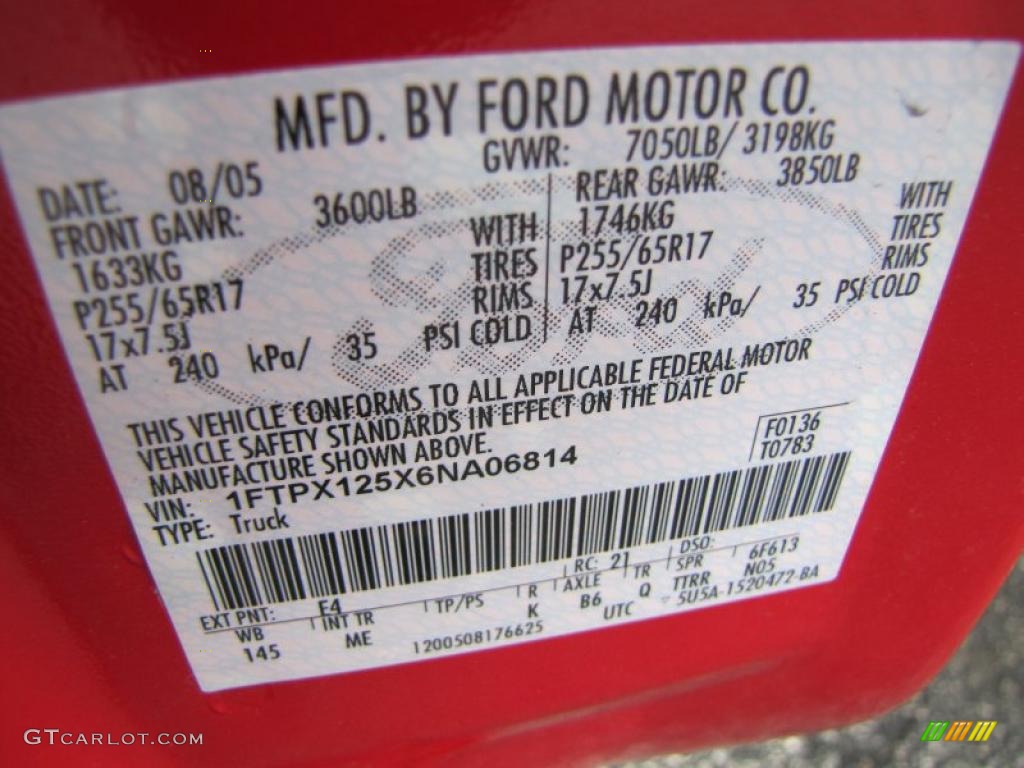 MFD. BY FORD MOTOR CO.
DATE: 08/05 GVWR: 7050LB/ 3198KG
FRONT GAWR: 3600LB REAR GAWR: 3850LB
1633KG WITH 1746KG WITH
P255/65R17 TIRES P255/65R17 TIRES
17x7.5J RIMS 17x7.5J RIMS
AT 240 kPa/ 35 PSI COLD AT 240 kPa/ 35 PSI COLD
THIS VEHICLE CONFORMS TO ALL APPLICABLE FEDERAL MOTOR
VEHICLE SAFETY STANDARDS IN EFFECT ON THE DATE OF
MANUFACTURE SHOWN ABOVE.
F0136
T0783
VIN: 1FTPX125X6NA06814
TYPE: Truck
EXT PNT: E4 RC: 21 DSO: 6F613
WB INT TR TP/PS R AXLE TR SPR N05
145 ME K B6 Q TTRR
1200508176625 UTC 5U5A-1520472-BA
Ford
GTCARLOT.COM